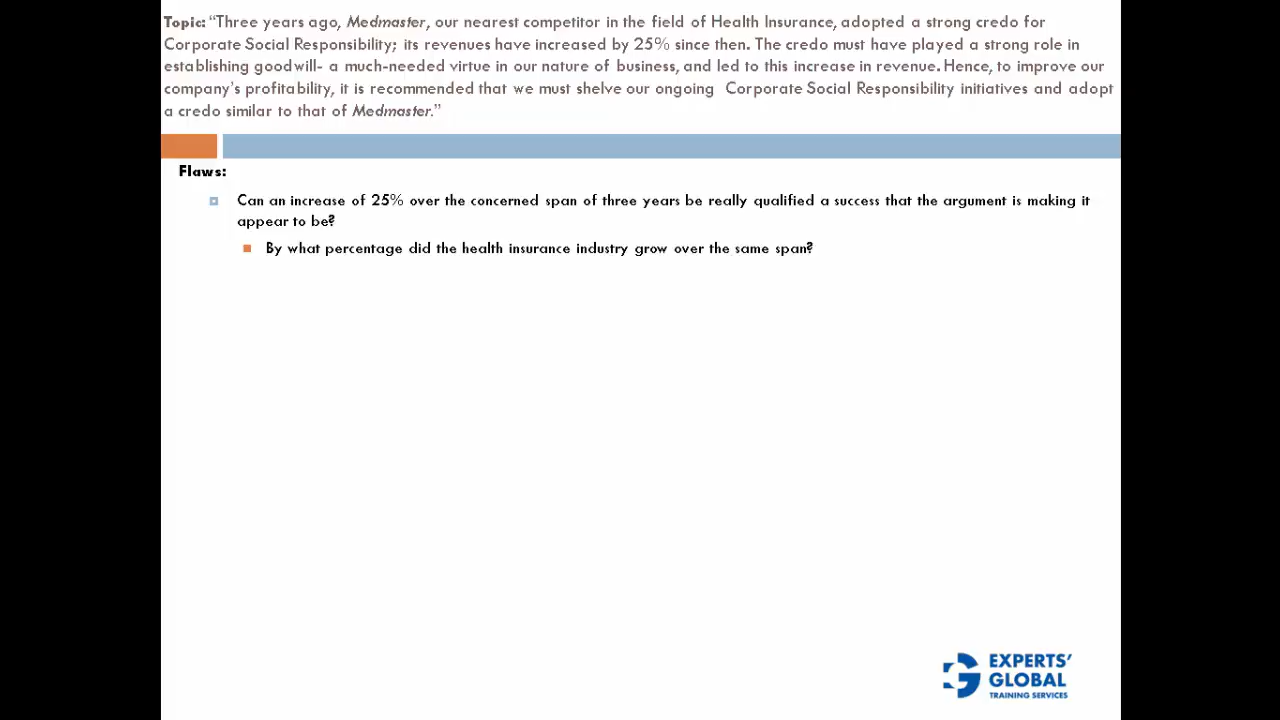 Topic: “Three years ago, Medmaster, our nearest competitor in the field of Health Insurance, adopted a strong credo for
Corporate Social Responsibility; its revenues have increased by 25% since then. The credo must have played a strong role in
establishing goodwill- a much-needed virtue in our nature of business, and led to this increase in revenue. Hence, to improve our
company’s profitability, it is recommended that we must shelve our ongoing Corporate Social Responsibility initiatives and adopt
a credo similar to that of Medmaster.”
Flaws:
Can an increase of 25% over the concerned span of three years be really qualified a success that the argument is making it
appear to be?
By what percentage did the health insurance industry grow over the same span?
EXPERTS’
GLOBAL
TRAINING SERVICES